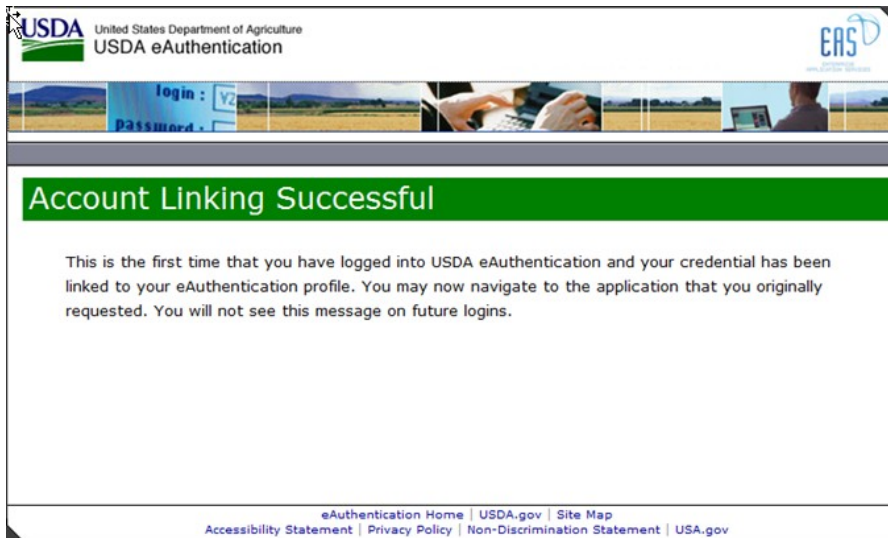 USDA
United States Department of Agriculture
USDA eAuthentication
EAS
login :
password :
Account Linking Successful
This is the first time that you have logged into USDA eAuthentication and your credential has been
linked to your eAuthentication profile. You may now navigate to the application that you originally
requested. You will not see this message on future logins.
eAuthentication Home | USDA.gov | Site Map
Accessibility Statement | Privacy Policy | Non-Discrimination Statement | USA.gov